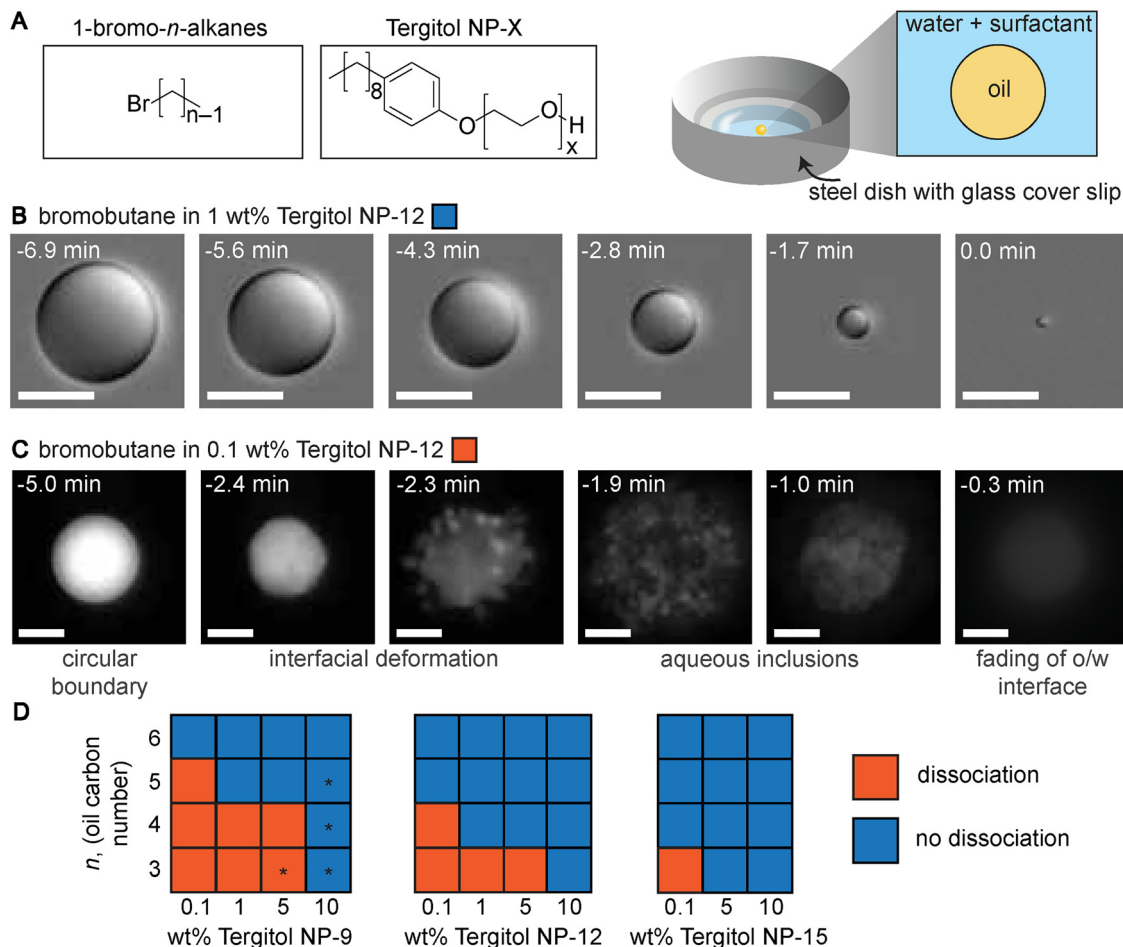 A
1-bromo-n-alkanes
Tergitol NP-X
Br
n–1
8
O
O
H
x
water + surfactant
oil
steel dish with glass cover slip
B bromobutane in 1 wt% Tergitol NP-12
-6.9 min
-5.6 min
-4.3 min
-2.8 min
-1.7 min
0.0 min
C bromobutane in 0.1 wt% Tergitol NP-12
-5.0 min
-2.4 min
-2.3 min
-1.9 min
-1.0 min
-0.3 min
circular
boundary
interfacial deformation
aqueous inclusions
fading of o/w
interface
D
n, (oil carbon
number)
6
5
*
4
*
3
*
*
0.1 1 5 10
wt% Tergitol NP-9
0.1 1 5 10
wt% Tergitol NP-12
0.1 5 10
wt% Tergitol NP-15
dissociation
no dissociation